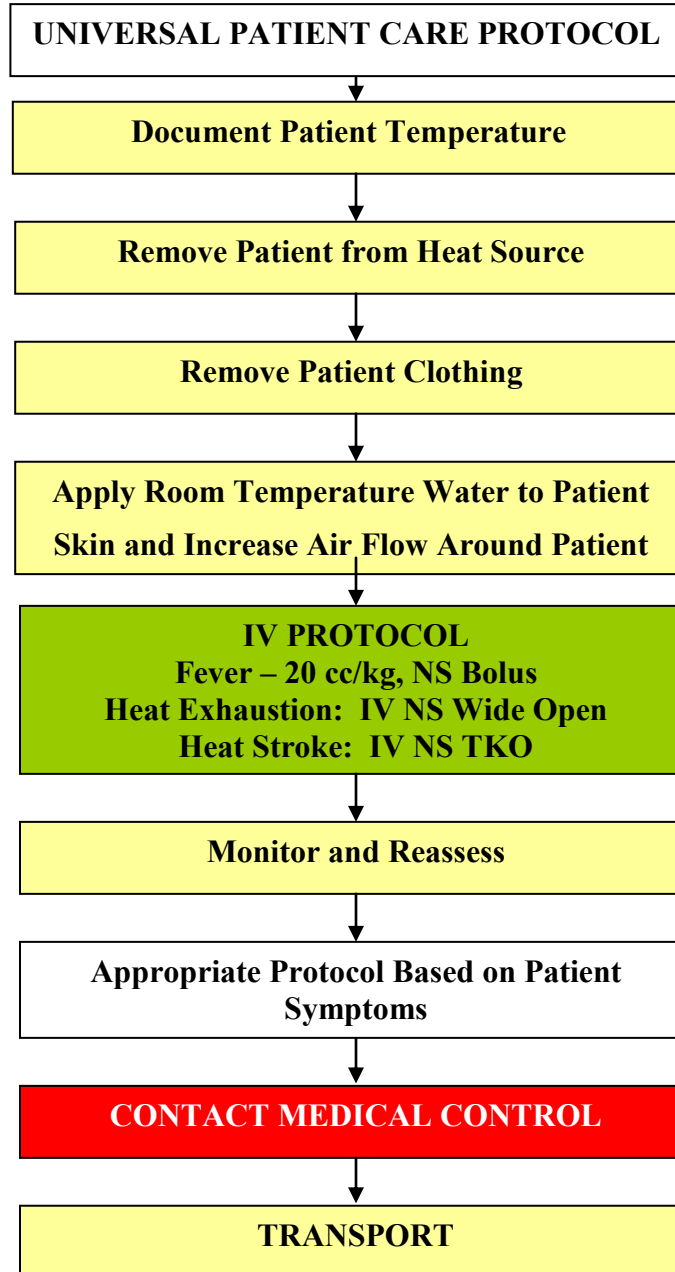 UNIVERSAL PATIENT CARE PROTOCOL
Document Patient Temperature
Remove Patient from Heat Source
Remove Patient Clothing
Apply Room Temperature Water to Patient
Skin and Increase Air Flow Around Patient
IV PROTOCOL
Fever – 20 cc/kg, NS Bolus
Heat Exhaustion:  IV NS Wide Open
Heat Stroke:  IV NS TKO
Monitor and Reassess
Appropriate Protocol Based on Patient
Symptoms
CONTACT MEDICAL CONTROL
TRANSPORT